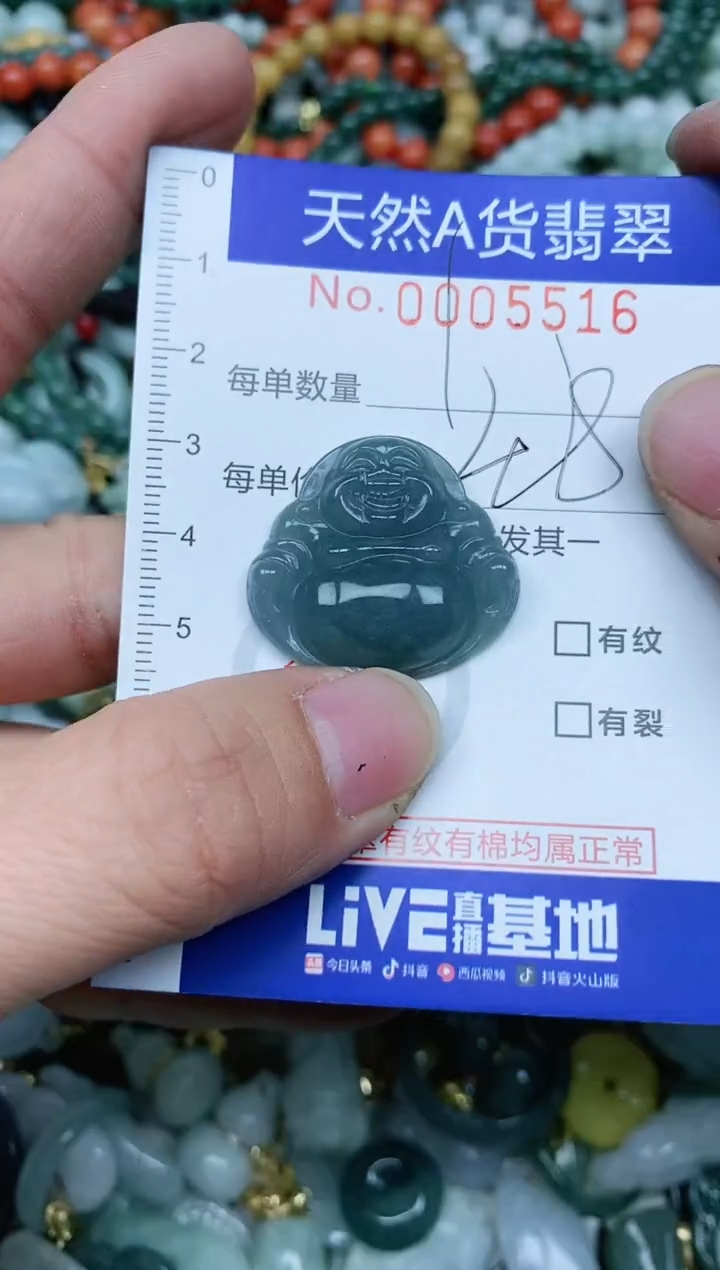 0
天然A货翡翠
1
No.0005516
2
每单数量
3
每单
4
发其一
5
有纹
有裂
有纹有棉均属正常
LiVE直播基地
今日头条 抖音 西瓜视频 抖音火山版